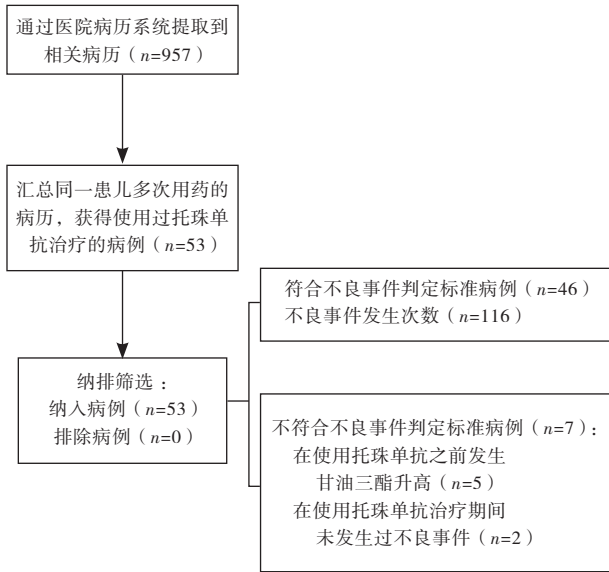 通过医院病历系统提取到
相关病历（n=957）
汇总同一患儿多次用药的
病历，获得使用过托珠单
抗治疗的病例（n=53）
纳排筛选：
纳入病例（n=53）
排除病例（n=0）
符合不良事件判定标准病例（n=46）
不良事件发生次数（n=116）
不符合不良事件判定标准病例（n=7）：
在使用托珠单抗之前发生
甘油三酯升高（n=5）
在使用托珠单抗治疗期间
未发生过不良事件（n=2）